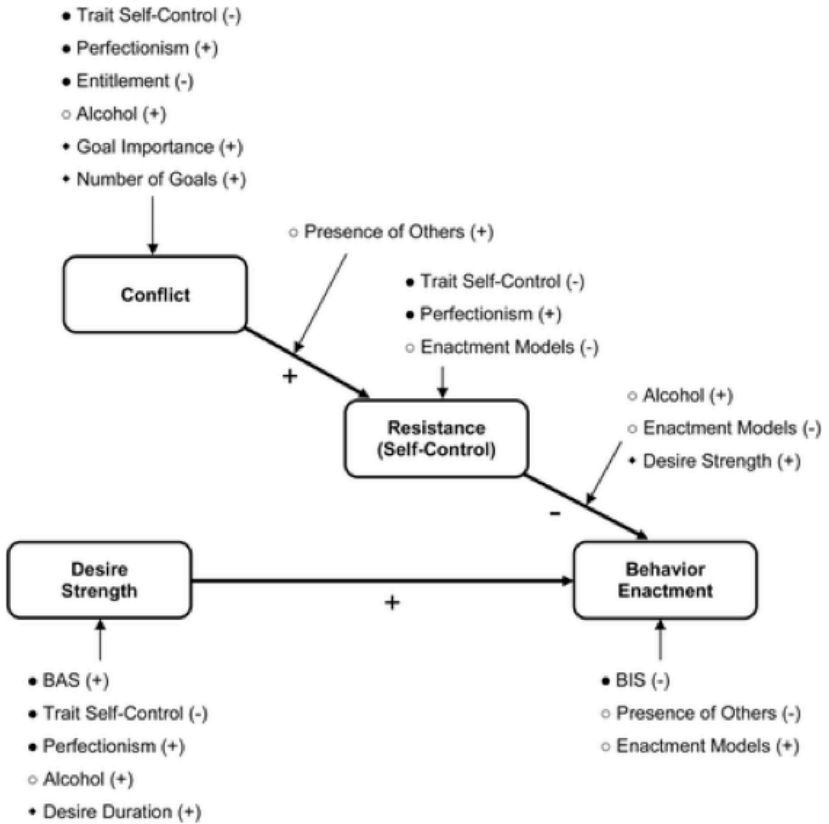 ● Trait Self-Control (-)
● Perfectionism (+)
● Entitlement (-)
○ Alcohol (+)
◆ Goal Importance (+)
◆ Number of Goals (+)
○ Presence of Others (+)
Conflict
● Trait Self-Control (-)
● Perfectionism (+)
○ Enactment Models (-)
+
Resistance
(Self-Control)
○ Alcohol (+)
○ Enactment Models (-)
◆ Desire Strength (+)
-
Desire
Strength
+
Behavior
Enactment
● BAS (+)
● Trait Self-Control (-)
● Perfectionism (+)
○ Alcohol (+)
◆ Desire Duration (+)
● BIS (-)
○ Presence of Others (-)
○ Enactment Models (+)